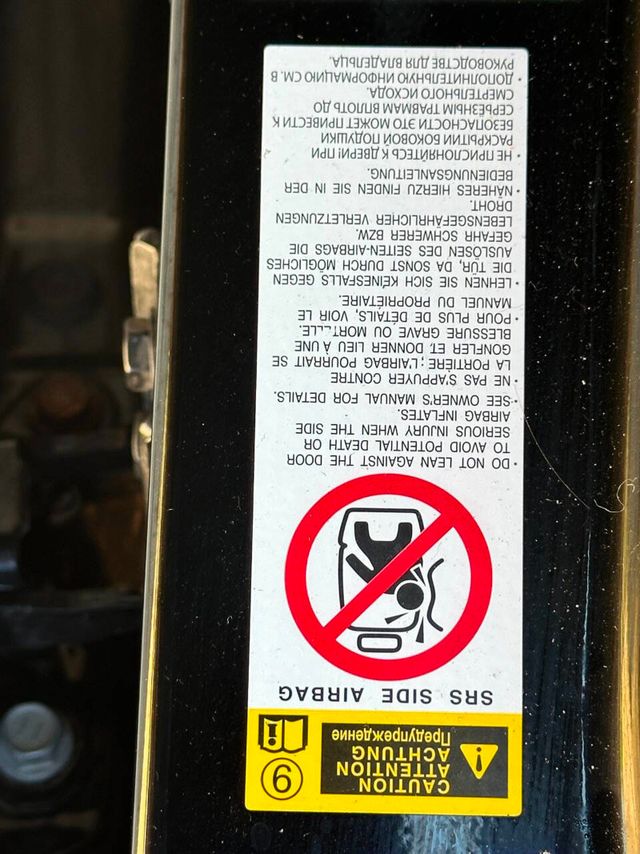 CAUTION
ATTENTION
ACHTUNG
Предупреждение
SRS SIDE AIRBAG
• DO NOT LEAN AGAINST THE DOOR
TO AVOID POTENTIAL DEATH OR
SERIOUS INJURY WHEN THE SIDE
AIRBAG INFLATES.
• SEE OWNER'S MANUAL FOR DETAILS.
• NE PAS S'APPUYER CONTRE
LA PORTIÈRE ; L'AIRBAG POURRAIT SE
GONFLER ET DONNER LIEU À UNE
BLESSURE GRAVE OU MORTELLE.
• POUR PLUS DE DÉTAILS, VOIR LE
MANUEL DU PROPRIÉTAIRE.
• LEHNEN SIE SICH KEINESFALLS GEGEN
DIE TÜR, DA SONST DURCH MÖGLICHES
AUSLÖSEN DES SEITEN-AIRBAGS DIE
GEFAHR SCHWERER BZW.
LEBENSGEFÄHRLICHER VERLETZUNGEN
DROHT.
• NÄHERES HIERZU FINDEN SIE IN DER
BEDIENUNGSANLEITUNG.
• НЕ ПРИСЛОНЯЙТЕСЬ К ДВЕРИ! ПРИ
РАСКРЫТИИ БОКОВОЙ ПОДУШКИ
БЕЗОПАСНОСТИ ЭТО МОЖЕТ ПРИВЕСТИ К
СЕРЬЕЗНЫМ ТРАВМАМ ВПЛОТЬ ДО
СМЕРТЕЛЬНОГО ИСХОДА.
• ДОПОЛНИТЕЛЬНУЮ ИНФОРМАЦИЮ СМ. В
РУКОВОДСТВЕ ДЛЯ ВЛАДЕЛЬЦА.